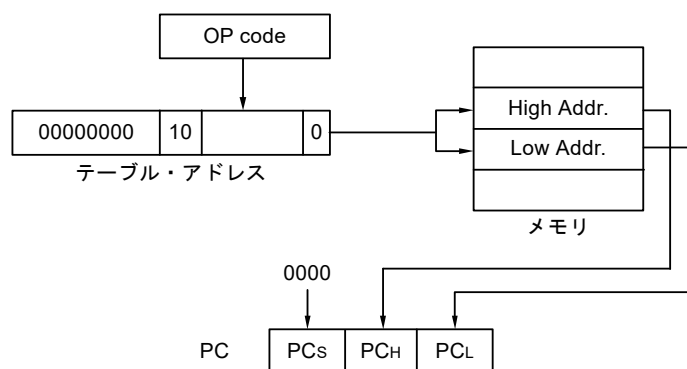 OP code
00000000 10 0
テーブル・アドレス
High Addr.
Low Addr.
メモリ
0000
PC PCS PCH PCL